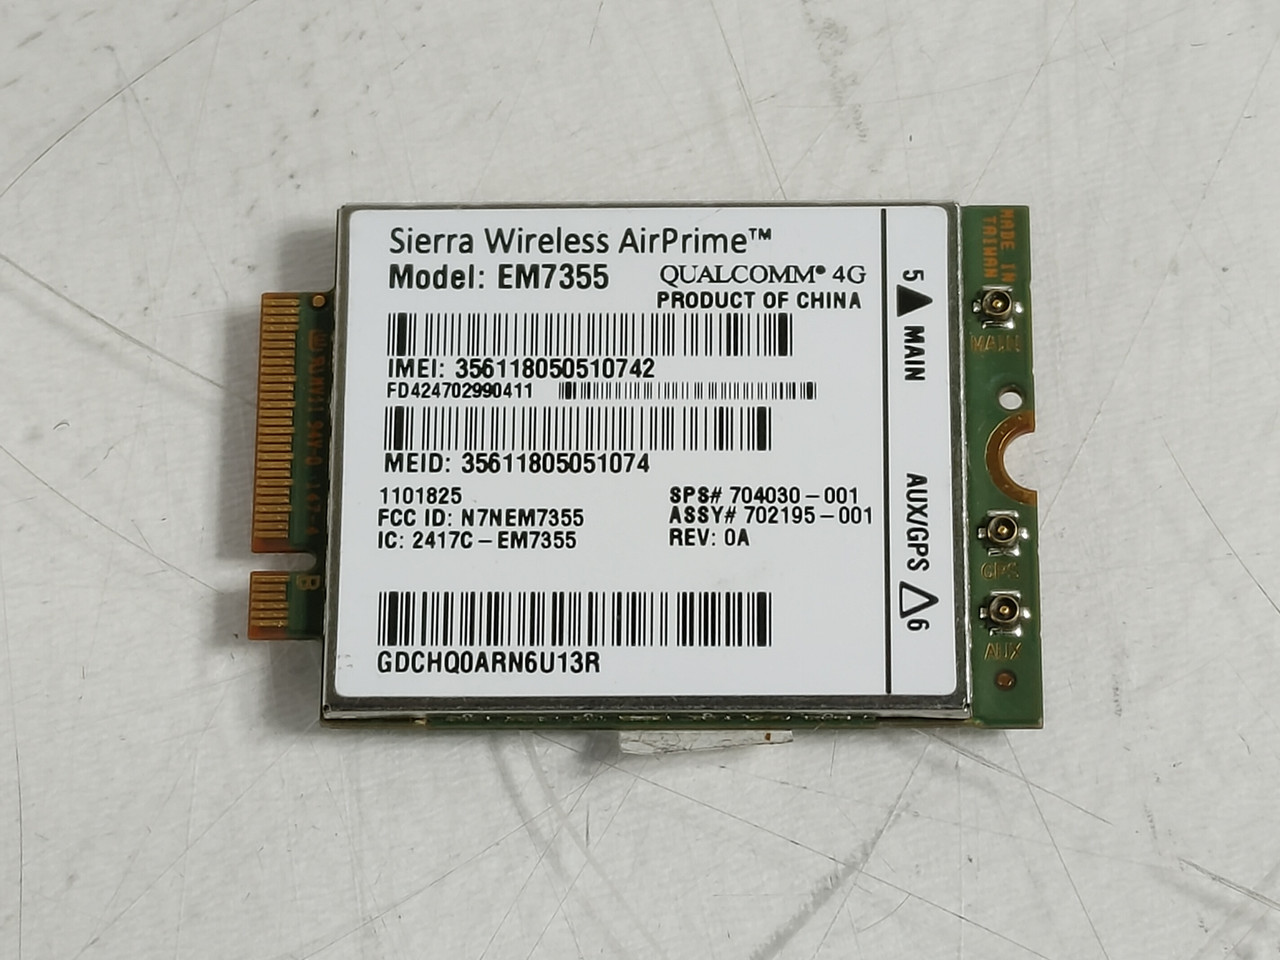 Sierra Wireless AirPrime™
Model: EM7355
QUALCOMM® 4G
PRODUCT OF CHINA
IMEI: 356118050510742
FD424702990411
MEID: 35611805051074
1101825
FCC ID: N7NEM7355
IC: 2417C-EM7355
SPS# 704030-001
ASSY# 702195-001
REV: 0A
GDCHQ0ARN6U13R
5 MAIN
AUX/GPS 6
MADE IN
TAIWAN
MAIN
GPS
AUX
B